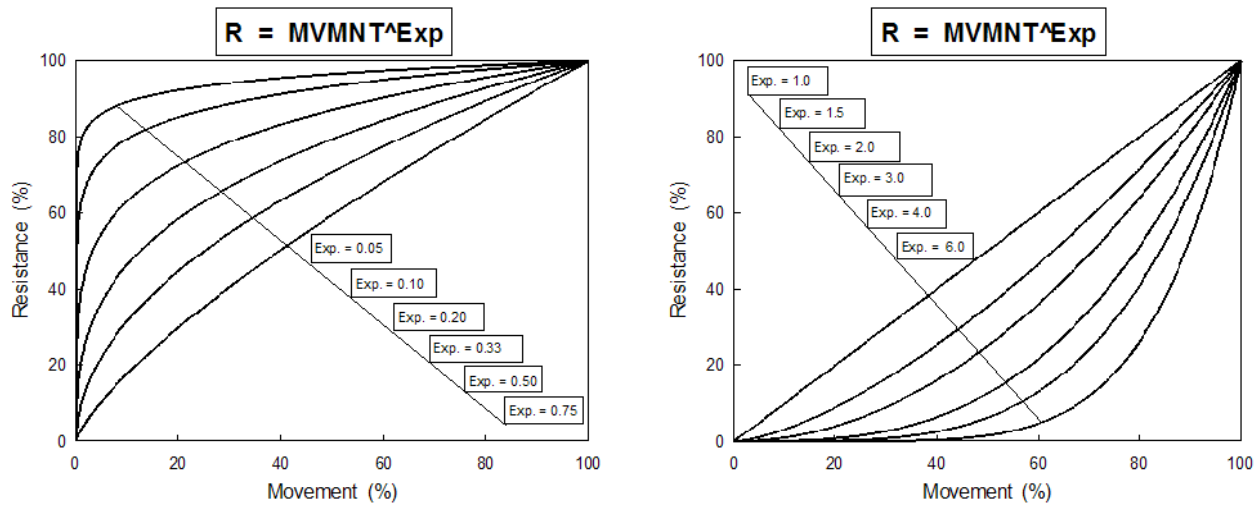 R = MVMNT^Exp
100
80
60
40
20
0
Resistance (%)
Exp. = 0.05
Exp. = 0.10
Exp. = 0.20
Exp. = 0.33
Exp. = 0.50
Exp. = 0.75
0 20 40 60 80 100
Movement (%)
R = MVMNT^Exp
100
80
60
40
20
0
Resistance (%)
Exp. = 1.0
Exp. = 1.5
Exp. = 2.0
Exp. = 3.0
Exp. = 4.0
Exp. = 6.0
0 20 40 60 80 100
Movement (%)